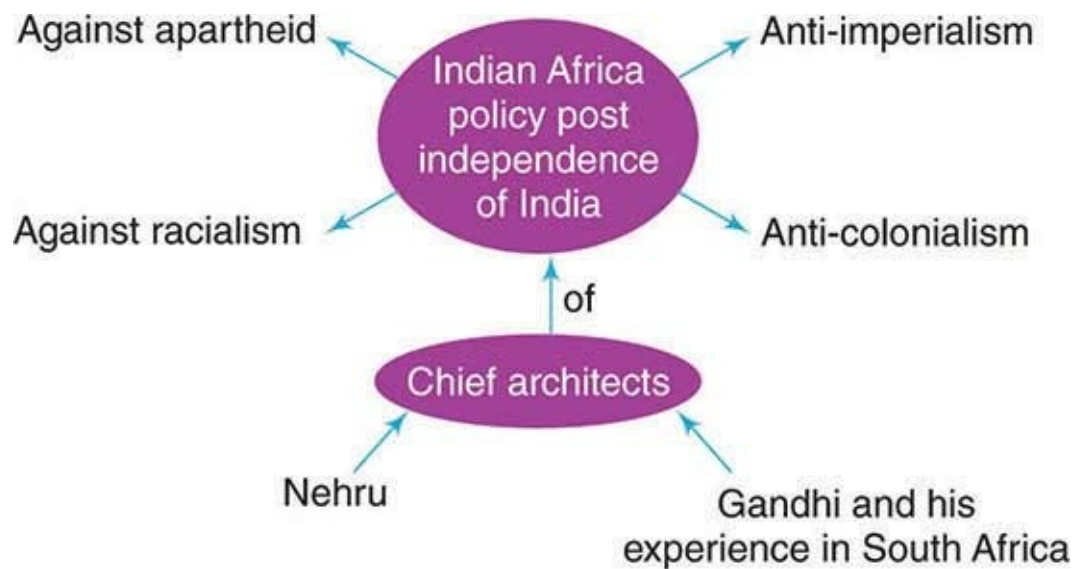 Against apartheid
Indian Africa
policy post
independence
of India
Anti-imperialism
Against racialism
Anti-colonialism
of
Chief architects
Nehru
Gandhi and his
experience in South Africa